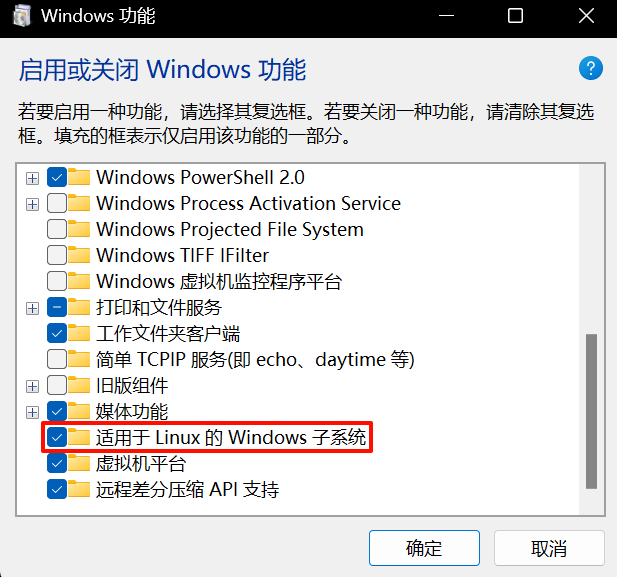 Windows 功能
启用或关闭 Windows 功能
?
若要启用一种功能，请选择其复选框。若要关闭一种功能，请清除其复选
框。填充的框表示仅启用该功能的一部分。
Windows PowerShell 2.0
Windows Process Activation Service
Windows Projected File System
Windows TIFF IFilter
Windows 虚拟机监控程序平台
打印和文件服务
工作文件夹客户端
简单 TCPIP 服务(即 echo、daytime 等)
旧版组件
媒体功能
适用于 Linux 的 Windows 子系统
虚拟机平台
远程差分压缩 API 支持
确定
取消